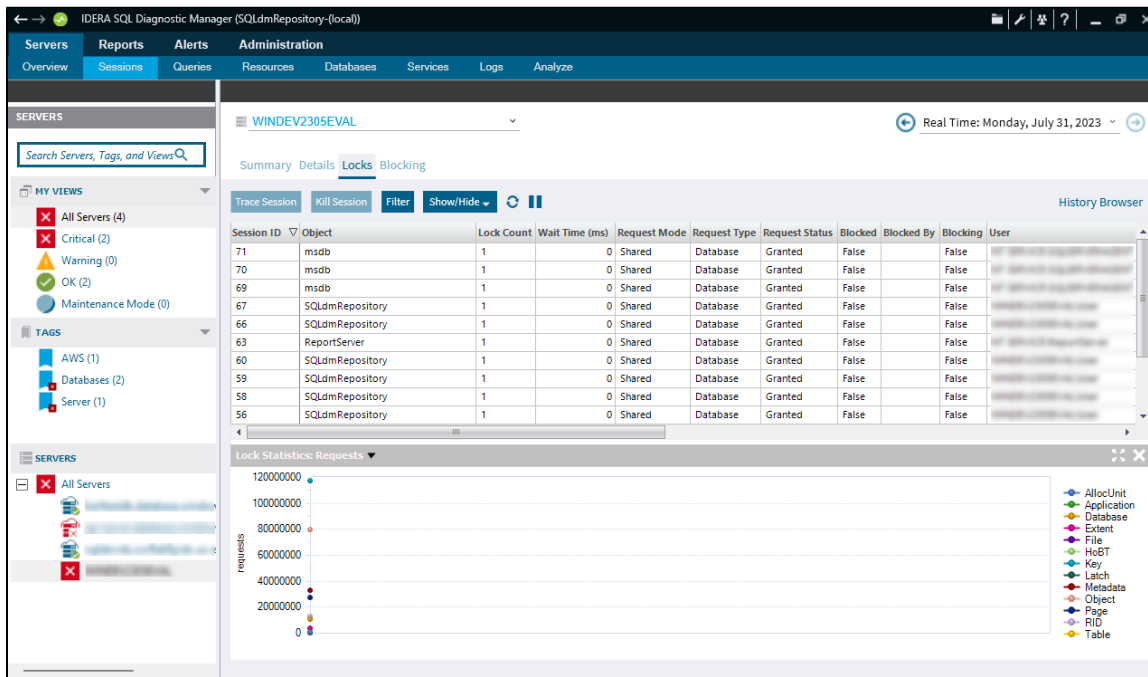 IDERA SQL Diagnostic Manager (SQLdmRepository-(local))
Servers Reports Alerts Administration
Overview Sessions Queries Resources Databases Services Logs Analyze
SERVERS
Search Servers, Tags, and Views
MY VIEWS
All Servers (4)
Critical (2)
Warning (0)
OK (2)
Maintenance Mode (0)
TAGS
AWS (1)
Databases (2)
Server (1)
SERVERS
All Servers
WINDEV2305EVAL
Real Time: Monday, July 31, 2023
Summary Details Locks Blocking
Trace Session Kill Session Filter Show/Hide
History Browser
Session ID Object Lock Count Wait Time (ms) Request Mode Request Type Request Status Blocked Blocked By Blocking User
71 msdb 1 0 Shared Database Granted False False
70 msdb 1 0 Shared Database Granted False False
69 msdb 1 0 Shared Database Granted False False
67 SQLdmRepository 1 0 Shared Database Granted False False
66 SQLdmRepository 1 0 Shared Database Granted False False
63 ReportServer 1 0 Shared Database Granted False False
60 SQLdmRepository 1 0 Shared Database Granted False False
59 SQLdmRepository 1 0 Shared Database Granted False False
58 SQLdmRepository 1 0 Shared Database Granted False False
56 SQLdmRepository 1 0 Shared Database Granted False False
Lock Statistics: Requests
requests
120000000
100000000
80000000
60000000
40000000
20000000
0
AllocUnit
Application
Database
Extent
File
HoBT
Key
Latch
Metadata
Object
Page
RID
Table